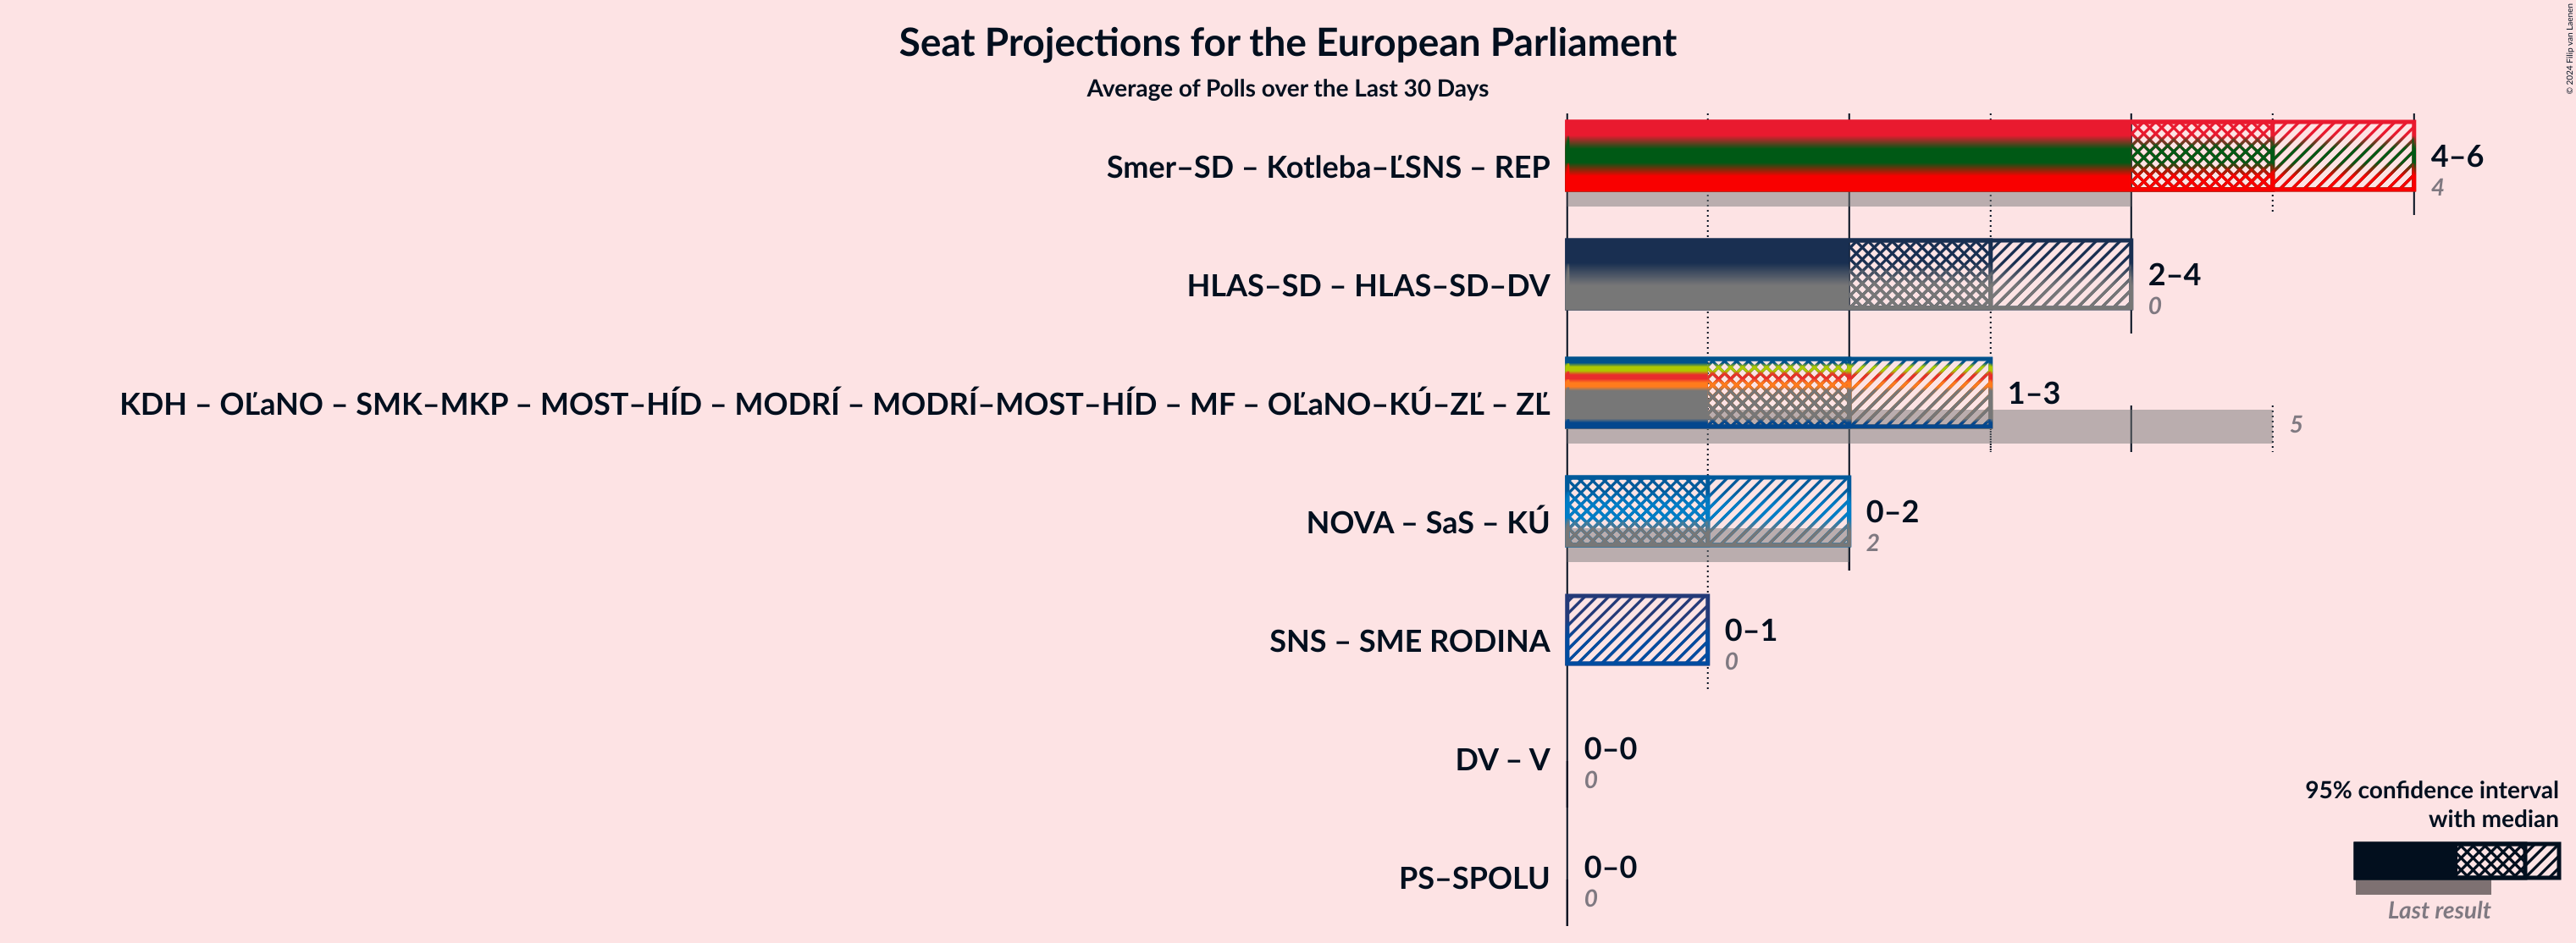 Seat Projections for the European Parliament
Average of Polls over the Last 30 Days
© 2024 Filip van Laenen
Smer–SD – Kotleba–ĽSNS – REP
4–6
4
HLAS–SD – HLAS–SD–DV
2–4
0
KDH – OĽaNO – SMK–MKP – MOST–HÍD – MODRÍ – MODRÍ–MOST–HÍD – MF – OĽaNO–KÚ–ZĽ – ZĽ
1–3
5
NOVA – SaS – KÚ
0–2
2
SNS – SME RODINA
0–1
0
DV – V
0–0
0
PS–SPOLU
0–0
0
95% confidence interval
with median
Last result